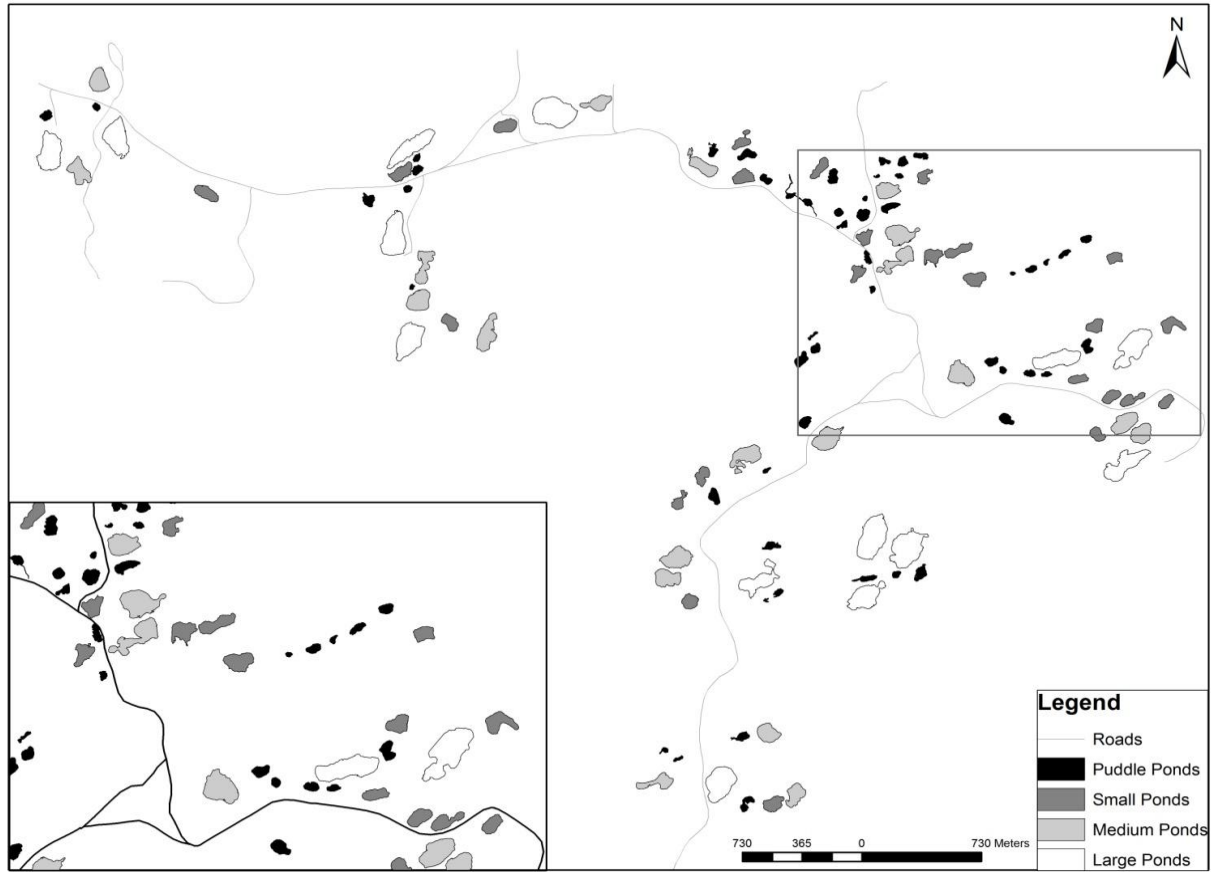 N
Legend
Roads
Puddle Ponds
Small Ponds
Medium Ponds
Large Ponds
730 365 0 730 Meters